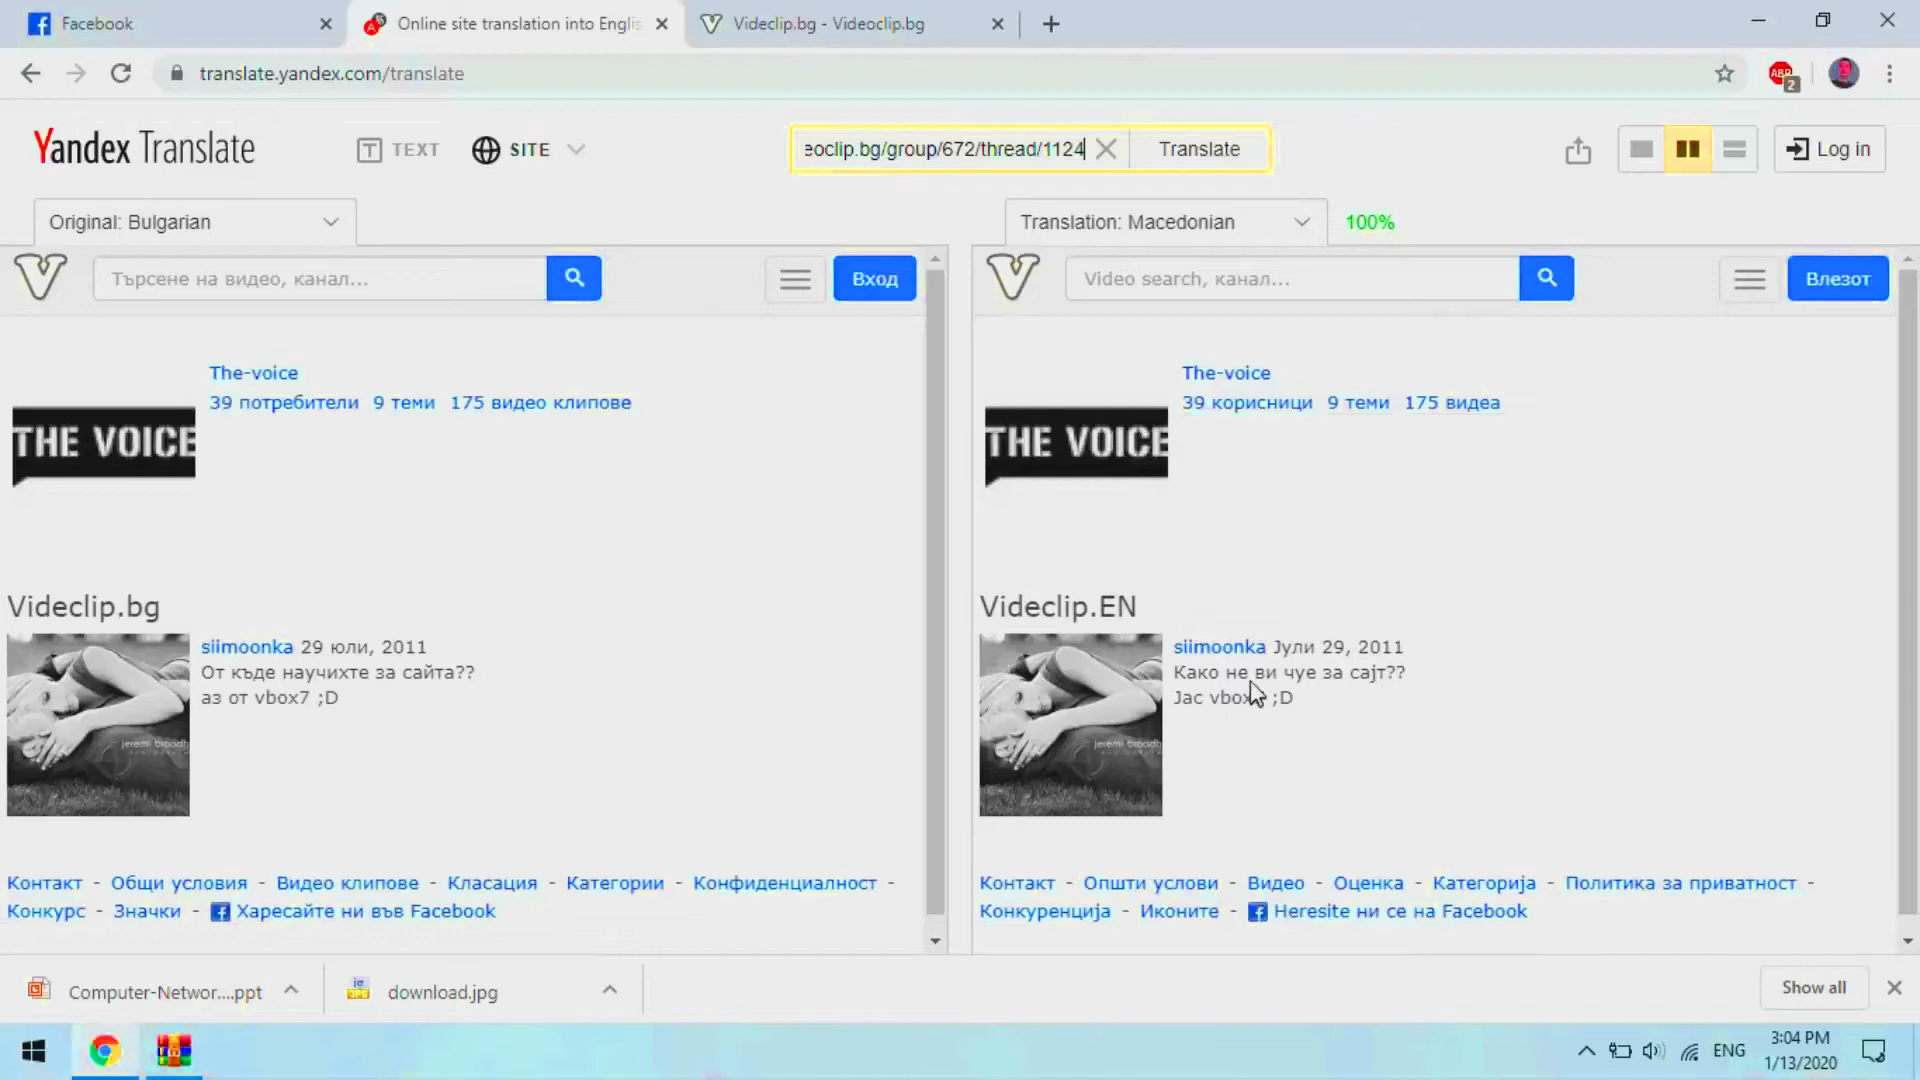 Facebook
Online site translation into Englis
Videclip.bg - Videoclip.bg
translate.yandex.com/translate
ABP
2
Yandex Translate
TEXT
SITE
eoclip.bg/group/672/thread/1124
Translate
Log in
Original: Bulgarian
Translation: Macedonian
100%
Търсене на видео, канал...
Вход
The-voice
39 потребители 9 теми 175 видео клипове
THE VOICE
Videclip.bg
siimoonka 29 юли, 2011
От къде научихте за сайта??
аз от vbox7 ;D
Контакт - Общи условия - Видео клипове - Класация - Категории - Конфиденциалност -
Конкурс - Значки - Харесайте ни във Facebook
Video search, канал...
Влезот
The-voice
39 корисници 9 теми 175 видеа
THE VOICE
Videclip.EN
siimoonka Јули 29, 2011
Како не ви чуе за сајт??
Јас ;D
Контакт - Општи услови - Видео - Оценка - Категорија - Политика за приватност -
Конкуренција - Иконите - Heresite ни се на Facebook
Computer-Networ....ppt
download.jpg
Show all
ENG
3:04 PM
1/13/2020